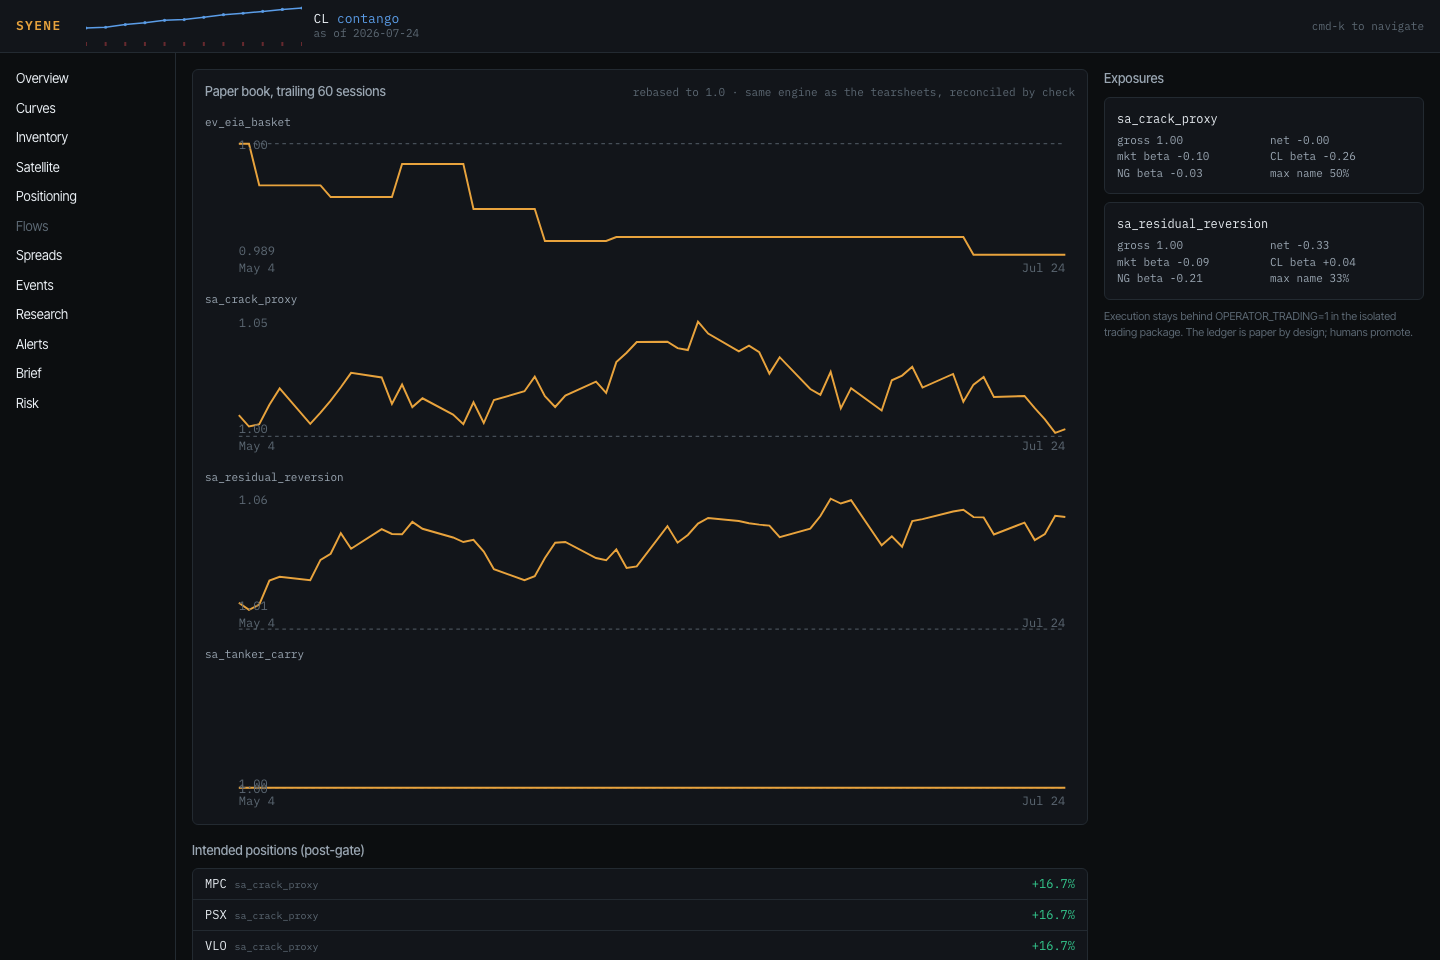 SYENE
CL contango
as of 2026-07-24
cmd-k to navigate
Overview
Curves
Inventory
Satellite
Positioning
Flows
Spreads
Events
Research
Alerts
Brief
Risk
Paper book, trailing 60 sessions
rebased to 1.0 · same engine as the tearsheets, reconciled by check
ev_eia_basket
1.00
0.989
May 4
Jul 24
sa_crack_proxy
1.05
1.00
May 4
Jul 24
sa_residual_reversion
1.06
1.01
May 4
Jul 24
sa_tanker_carry
1.00
1.00
May 4
Jul 24
Intended positions (post-gate)
MPC sa_crack_proxy +16.7%
PSX sa_crack_proxy +16.7%
VLO sa_crack_proxy +16.7%
Exposures
sa_crack_proxy
gross 1.00 net -0.00
mkt beta -0.10 CL beta -0.26
NG beta -0.03 max name 50%
sa_residual_reversion
gross 1.00 net -0.33
mkt beta -0.09 CL beta +0.04
NG beta -0.21 max name 33%
Execution stays behind OPERATOR_TRADING=1 in the isolated
trading package. The ledger is paper by design; humans promote.